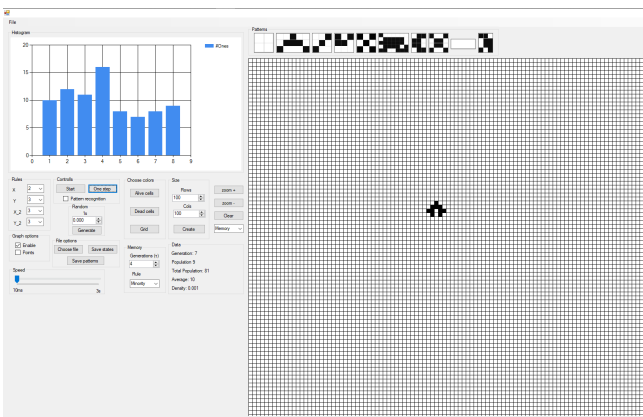 File
Histogram
Patterns
20
15
10
5
0
0 1 2 3 4 5 6 7 8 9
#Ones
Rules
X 2
Y 3
X_2 3
Y_2 3
Controlls
Start One step
Pattern recognition
Random
%
0.000
Generate
Choose colors
Alive cells
Dead cells
Grid
Size
Rows
100
Cols
100
Create
zoom +
zoom -
Clear
Memory
Graph options
Enable
Points
File options
Choose file Save states
Save patterns
Memory
Generations (τ)
4
Rule
Minority
Data
Generation: 7
Population 9
Total Population: 81
Average: 10
Density: 0.001
Speed
10ms 3s